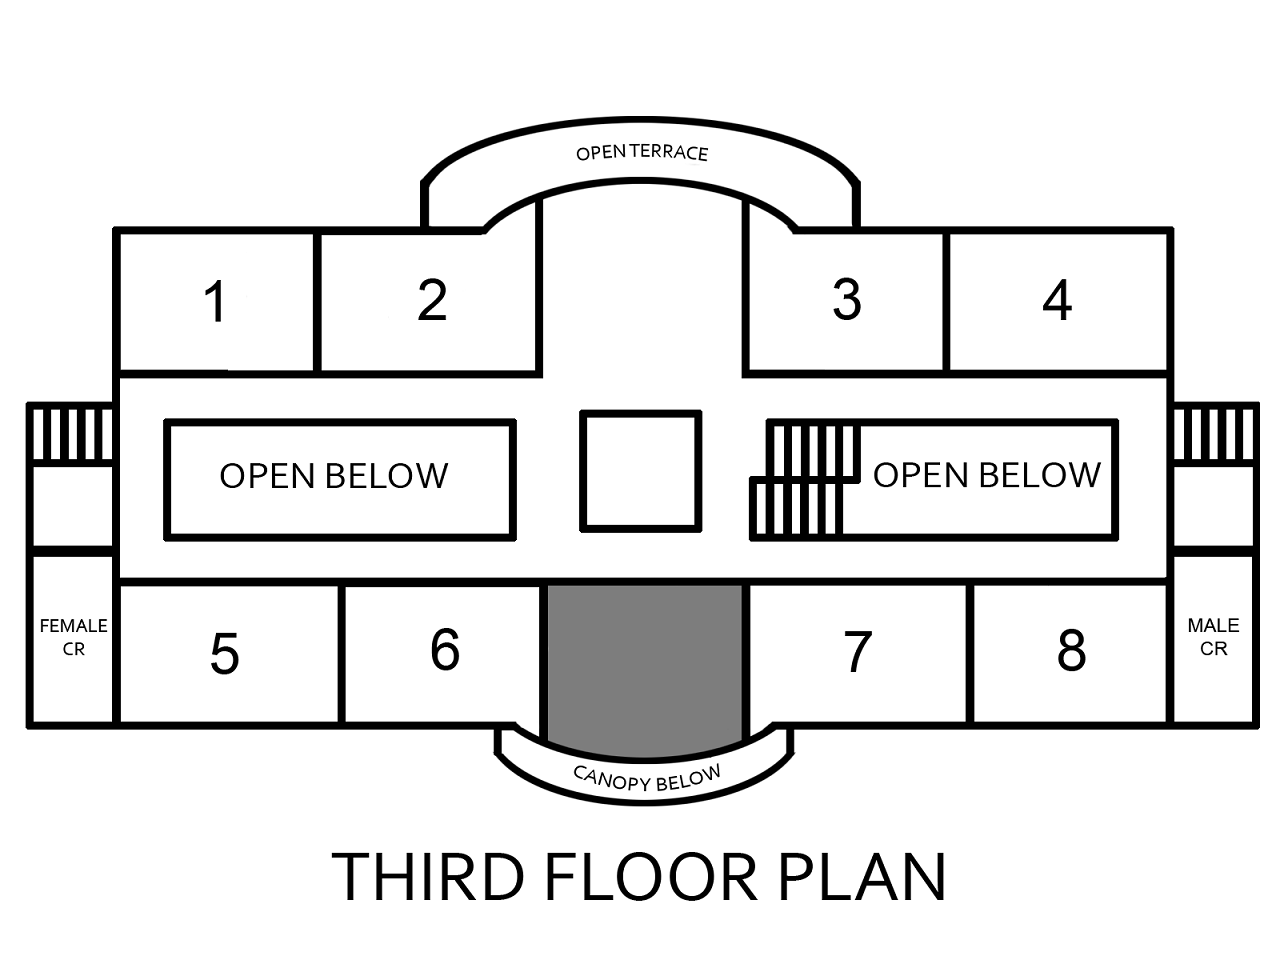 OPEN TERRACE
1
2
3
4
OPEN BELOW
OPEN BELOW
FEMALE
CR
5
6
7
8
MALE
CR
CANOPY BELOW
THIRD FLOOR PLAN